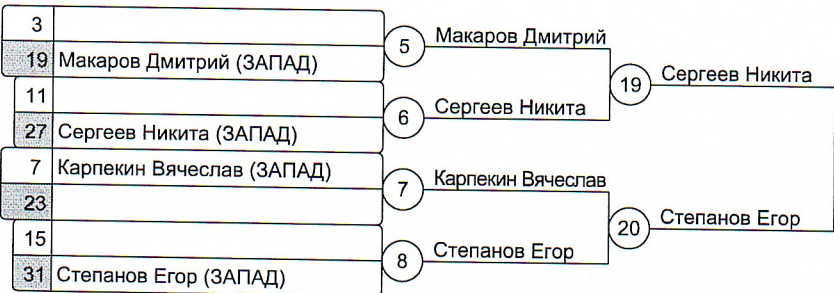 3
19 Макаров Дмитрий (ЗАПАД)
5 Макаров Дмитрий
11
27 Сергеев Никита (ЗАПАД)
6 Сергеев Никита
19 Сергеев Никита
7 Карпекин Вячеслав (ЗАПАД)
23
7 Карпекин Вячеслав
15
31 Степанов Егор (ЗАПАД)
8 Степанов Егор
20 Степанов Егор